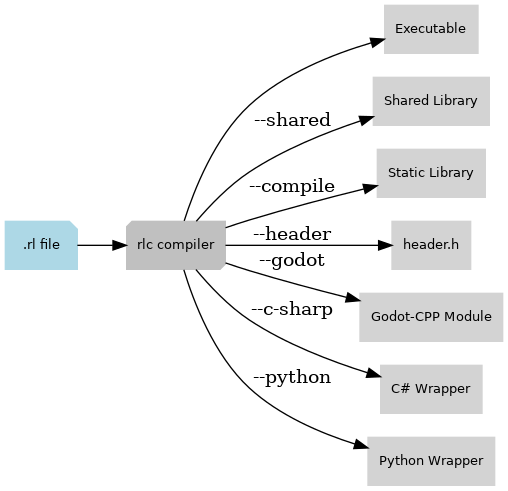 Executable
--shared
Shared Library
--compile
Static Library
.rl file
rlc compiler
--header
header.h
--godot
Godot-CPP Module
--c-sharp
C# Wrapper
--python
Python Wrapper